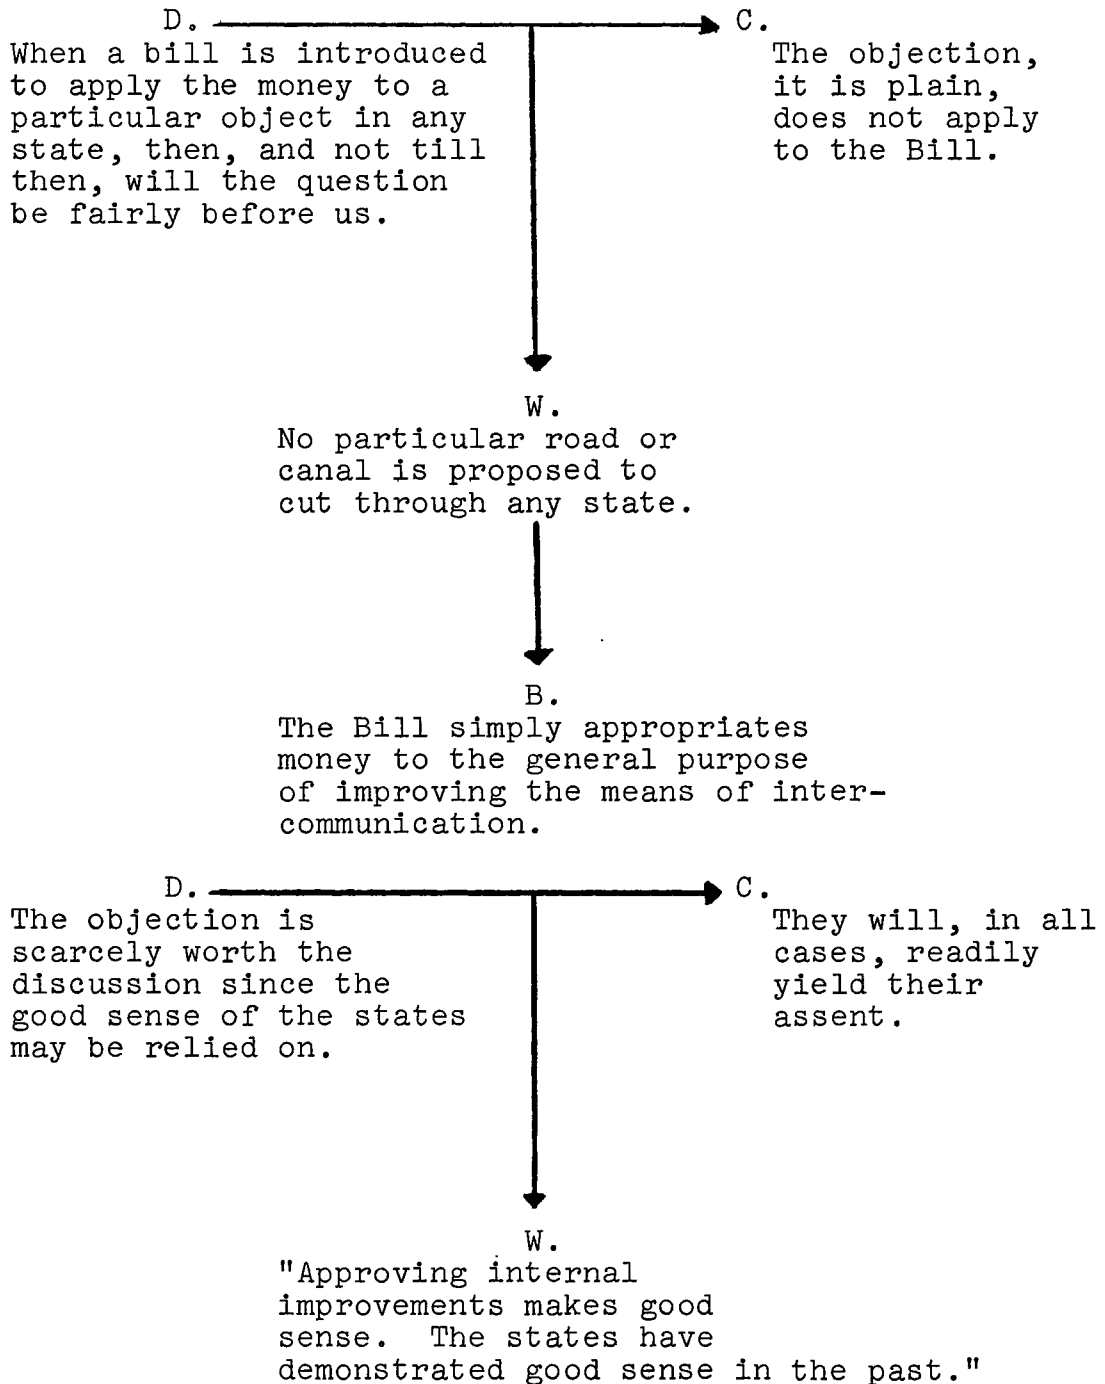 D. C.
When a bill is introduced
to apply the money to a
particular object in any
state, then, and not till
then, will the question
be fairly before us.
The objection,
it is plain,
does not apply
to the Bill.
W.
No particular road or
canal is proposed to
cut through any state.
B.
The Bill simply appropriates
money to the general purpose
of improving the means of inter-
communication.
D. C.
The objection is
scarcely worth the
discussion since the
good sense of the states
may be relied on.
They will, in all
cases, readily
yield their
assent.
W.
"Approving internal
improvements makes good
sense. The states have
demonstrated good sense in the past."